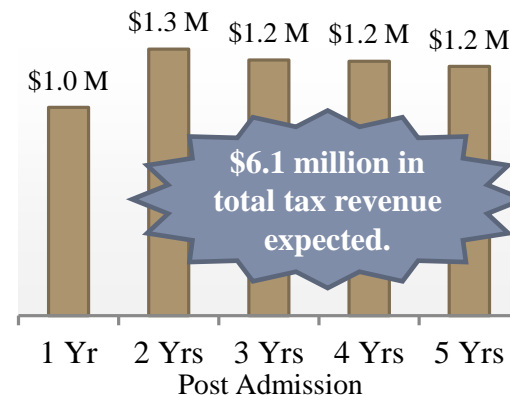 $1.0 M
$1.3 M
$1.2 M
$1.2 M
$1.2 M
$6.1 million in
total tax revenue
expected.
1 Yr
2 Yrs
3 Yrs
4 Yrs
5 Yrs
Post Admission